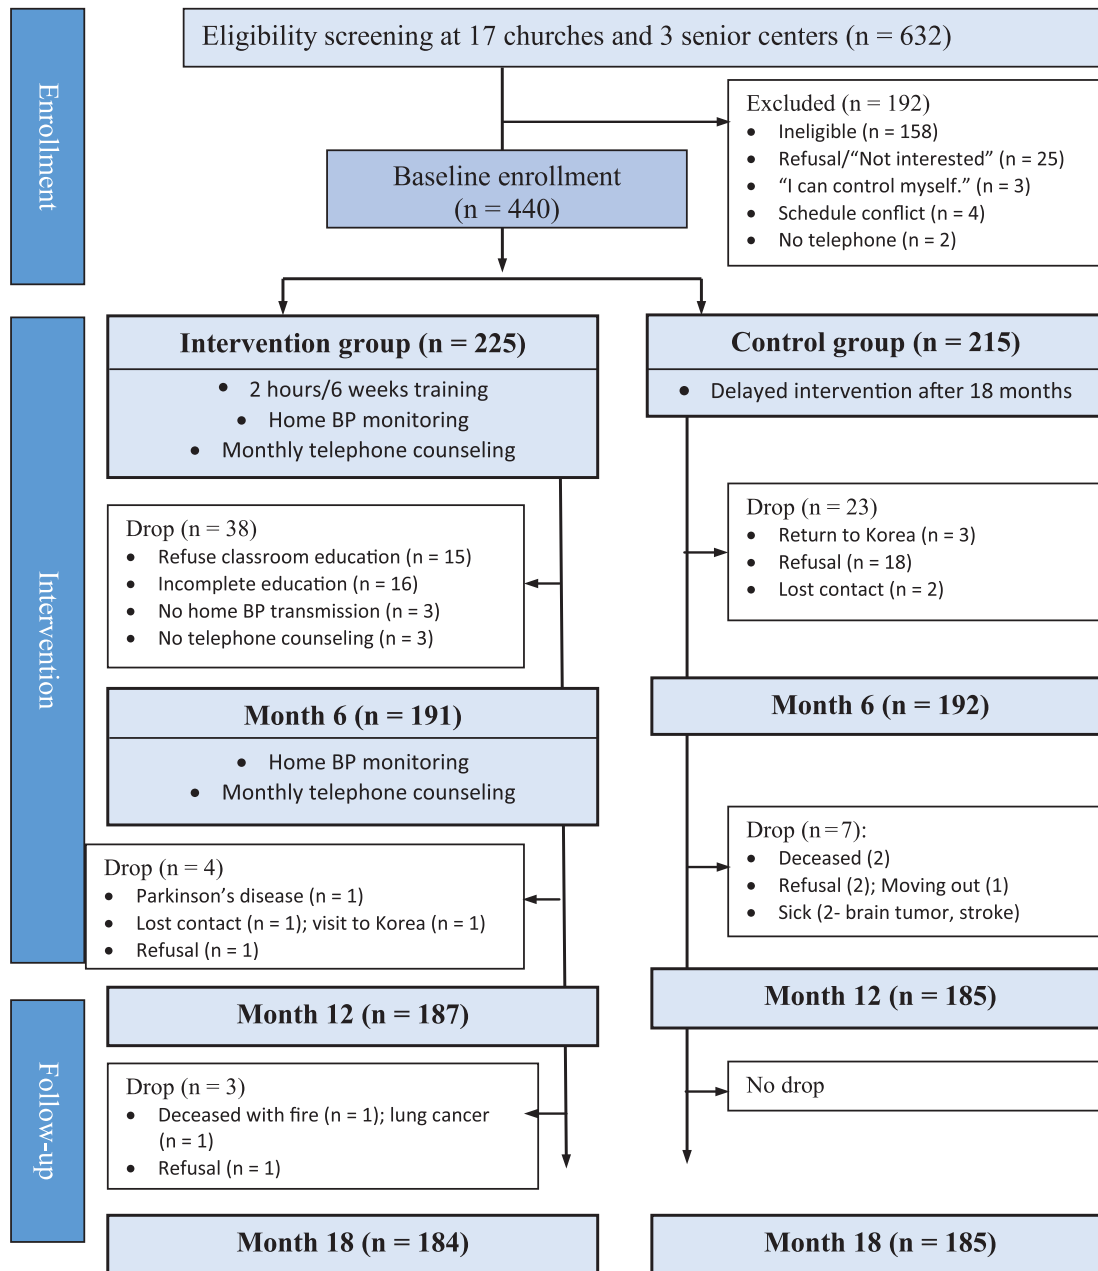 Enrollment
Eligibility screening at 17 churches and 3 senior centers (n = 632)
Excluded (n = 192)
• Ineligible (n = 158)
• Refusal/“Not interested” (n = 25)
• “I can control myself.” (n = 3)
• Schedule conflict (n = 4)
• No telephone (n = 2)
Baseline enrollment
(n = 440)
Intervention
Intervention group (n = 225)
• 2 hours/6 weeks training
• Home BP monitoring
• Monthly telephone counseling
Control group (n = 215)
• Delayed intervention after 18 months
Drop (n = 38)
• Refuse classroom education (n = 15)
• Incomplete education (n = 16)
• No home BP transmission (n = 3)
• No telephone counseling (n = 3)
Drop (n = 23)
• Return to Korea (n = 3)
• Refusal (n = 18)
• Lost contact (n = 2)
Month 6 (n = 191)
• Home BP monitoring
• Monthly telephone counseling
Month 6 (n = 192)
Drop (n = 4)
• Parkinson’s disease (n = 1)
• Lost contact (n = 1); visit to Korea (n = 1)
• Refusal (n = 1)
Drop (n = 7):
• Deceased (2)
• Refusal (2); Moving out (1)
• Sick (2- brain tumor, stroke)
Month 12 (n = 187)
Month 12 (n = 185)
Follow-up
Drop (n = 3)
• Deceased with fire (n = 1); lung cancer
(n = 1)
• Refusal (n = 1)
No drop
Month 18 (n = 184)
Month 18 (n = 185)